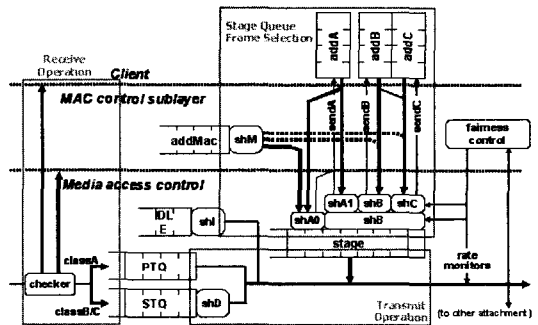 Stage Queue
Frame Selection
addA
addB
addC
Receive
Operation
Client
MAC control sublayer
sendA
sendB
sendC
addMac
shM
fairness
control
Media access control
shA1
shB
shC
IDL
E
shI
shA0
shB
stage
classA
PTQ
checker
rate
monitors
STQ
shD
classB/C
Transmit
Operation
(to other attachment)